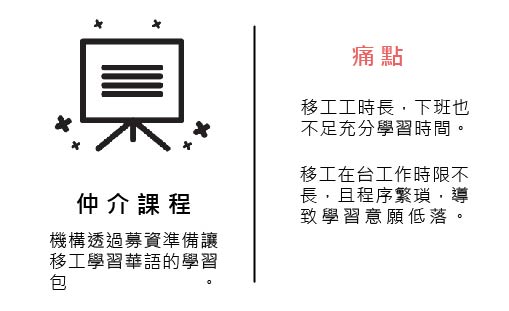 仲介課程
機構透過募資準備讓
移工學習華語的學習
包。
痛點
移工工時長，下班也
不足充分學習時間。
移工在台工作時限不
長，且程序繁瑣，導
致學習意願低落。